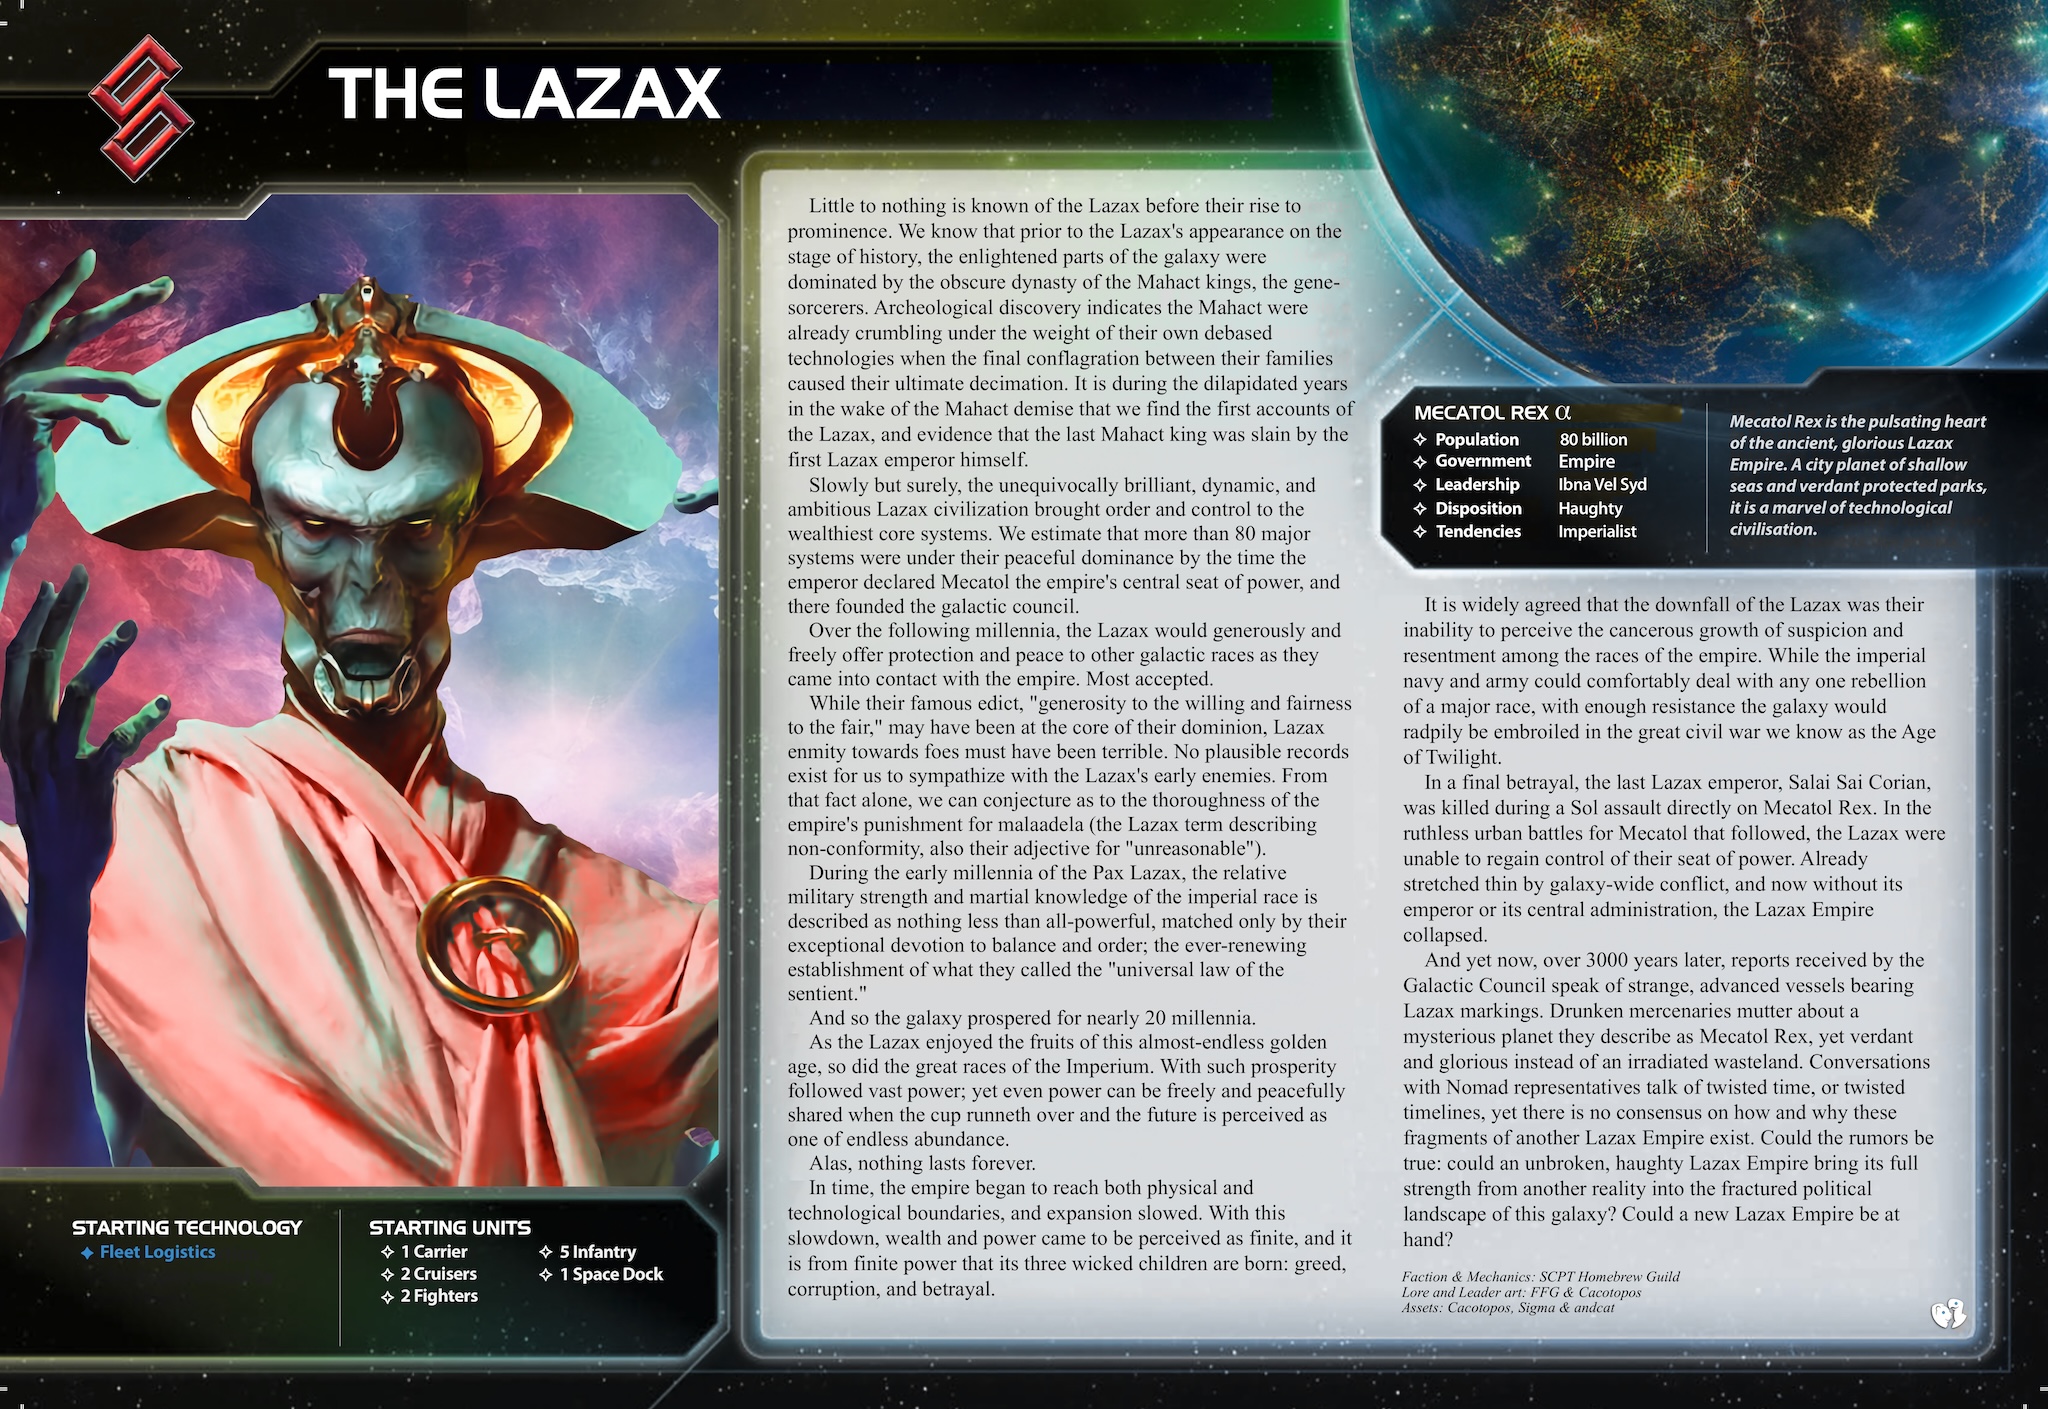 THE LAZAX
Little to nothing is known of the Lazax before their rise to
prominence. We know that prior to the Lazax's appearance on the
stage of history, the enlightened parts of the galaxy were
dominated by the obscure dynasty of the Mahact kings, the gene-
sorcerers. Archeological discovery indicates the Mahact were
already crumbling under the weight of their own debased
technologies when the final conflagration between their families
caused their ultimate decimation. It is during the dilapidated years
in the wake of the Mahact demise that we find the first accounts of
the Lazax, and evidence that the last Mahact king was slain by the
first Lazax emperor himself.
Slowly but surely, the unequivocally brilliant, dynamic, and
ambitious Lazax civilization brought order and control to the
wealthiest core systems. We estimate that more than 80 major
systems were under their peaceful dominance by the time the
emperor declared Mecatol the empire's central seat of power, and
there founded the galactic council.
Over the following millennia, the Lazax would generously and
freely offer protection and peace to other galactic races as they
came into contact with the empire. Most accepted.
While their famous edict, "generosity to the willing and fairness
to the fair," may have been at the core of their dominion, Lazax
enmity towards foes must have been terrible. No plausible records
exist for us to sympathize with the Lazax's early enemies. From
that fact alone, we can conjecture as to the thoroughness of the
empire's punishment for malaadela (the Lazax term describing
non-conformity, also their adjective for "unreasonable").
During the early millennia of the Pax Lazax, the relative
military strength and martial knowledge of the imperial race is
described as nothing less than all-powerful, matched only by their
exceptional devotion to balance and order; the ever-renewing
establishment of what they called the "universal law of the
sentient."
And so the galaxy prospered for nearly 20 millennia.
As the Lazax enjoyed the fruits of this almost-endless golden
age, so did the great races of the Imperium. With such prosperity
followed vast power; yet even power can be freely and peacefully
shared when the cup runneth over and the future is perceived as
one of endless abundance.
Alas, nothing lasts forever.
In time, the empire began to reach both physical and
technological boundaries, and expansion slowed. With this
slowdown, wealth and power came to be perceived as finite, and it
is from finite power that its three wicked children are born: greed,
corruption, and betrayal.
MECATOL REX α
Population 80 billion
Government Empire
Leadership Ibna Vel Syd
Disposition Haughty
Tendencies Imperialist
Mecatol Rex is the pulsating heart
of the ancient, glorious Lazax
Empire. A city planet of shallow
seas and verdant protected parks,
it is a marvel of technological
civilisation.
It is widely agreed that the downfall of the Lazax was their
inability to perceive the cancerous growth of suspicion and
resentment among the races of the empire. While the imperial
navy and army could comfortably deal with any one rebellion
of a major race, with enough resistance the galaxy would
radpily be embroiled in the great civil war we know as the Age
of Twilight.
In a final betrayal, the last Lazax emperor, Salai Sai Corian,
was killed during a Sol assault directly on Mecatol Rex. In the
ruthless urban battles for Mecatol that followed, the Lazax were
unable to regain control of their seat of power. Already
stretched thin by galaxy-wide conflict, and now without its
emperor or its central administration, the Lazax Empire
collapsed.
And yet now, over 3000 years later, reports received by the
Galactic Council speak of strange, advanced vessels bearing
Lazax markings. Drunken mercenaries mutter about a
mysterious planet they describe as Mecatol Rex, yet verdant
and glorious instead of an irradiated wasteland. Conversations
with Nomad representatives talk of twisted time, or twisted
timelines, yet there is no consensus on how and why these
fragments of another Lazax Empire exist. Could the rumors be
true: could an unbroken, haughty Lazax Empire bring its full
strength from another reality into the fractured political
landscape of this galaxy? Could a new Lazax Empire be at
hand?
Faction & Mechanics: SCPT Homebrew Guild
Lore and Leader art: FFG & Cacotopos
Assets: Cacotopos, Sigma & andcat
STARTING TECHNOLOGY
Fleet Logistics
STARTING UNITS
1 Carrier
2 Cruisers
2 Fighters
5 Infantry
1 Space Dock